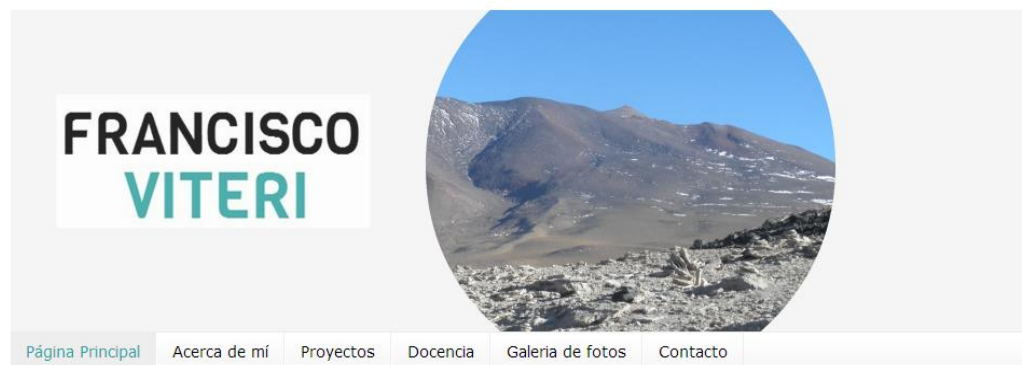 FRANCISCO
VITERI
Página Principal Acerca de mí Proyectos Docencia Galeria de fotos Contacto